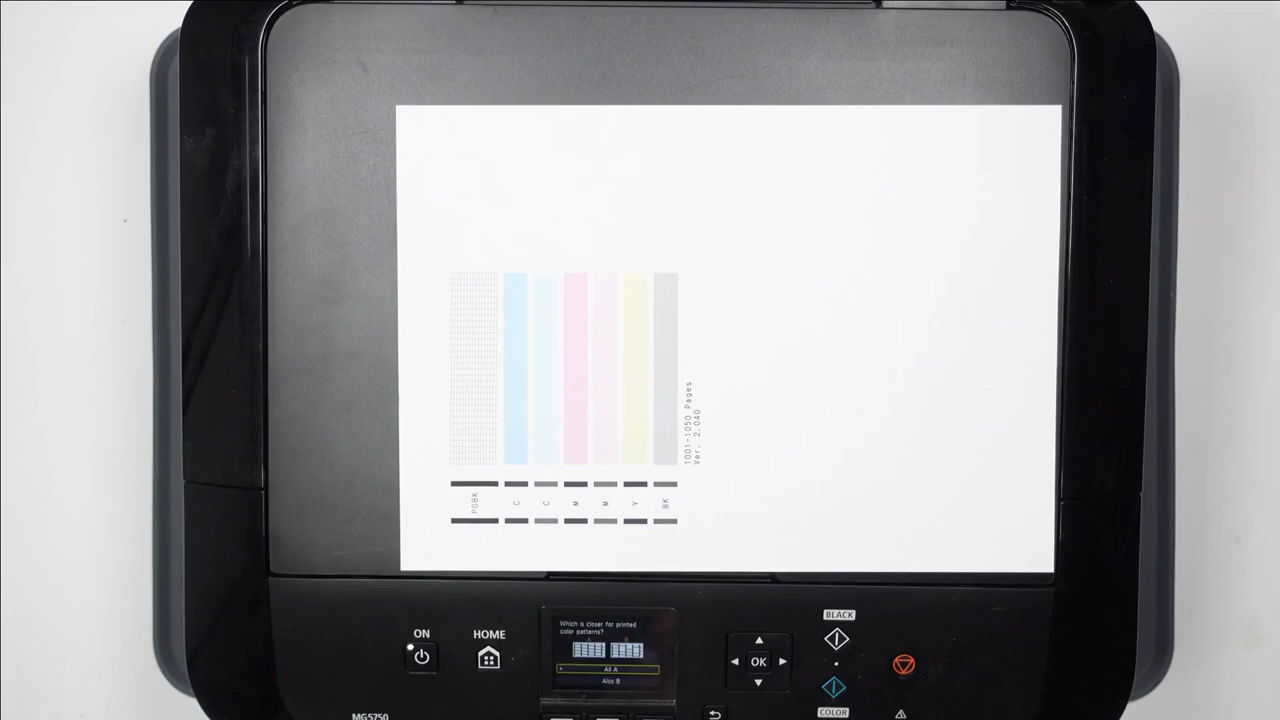 1001-1050 Pages
Ver. 2.040
PGBK
C
C
M
M
Y
BK
ON
HOME
Which is closer for printed
color patterns?
A
B
All A
Also B
OK
BLACK
COLOR
MG5750